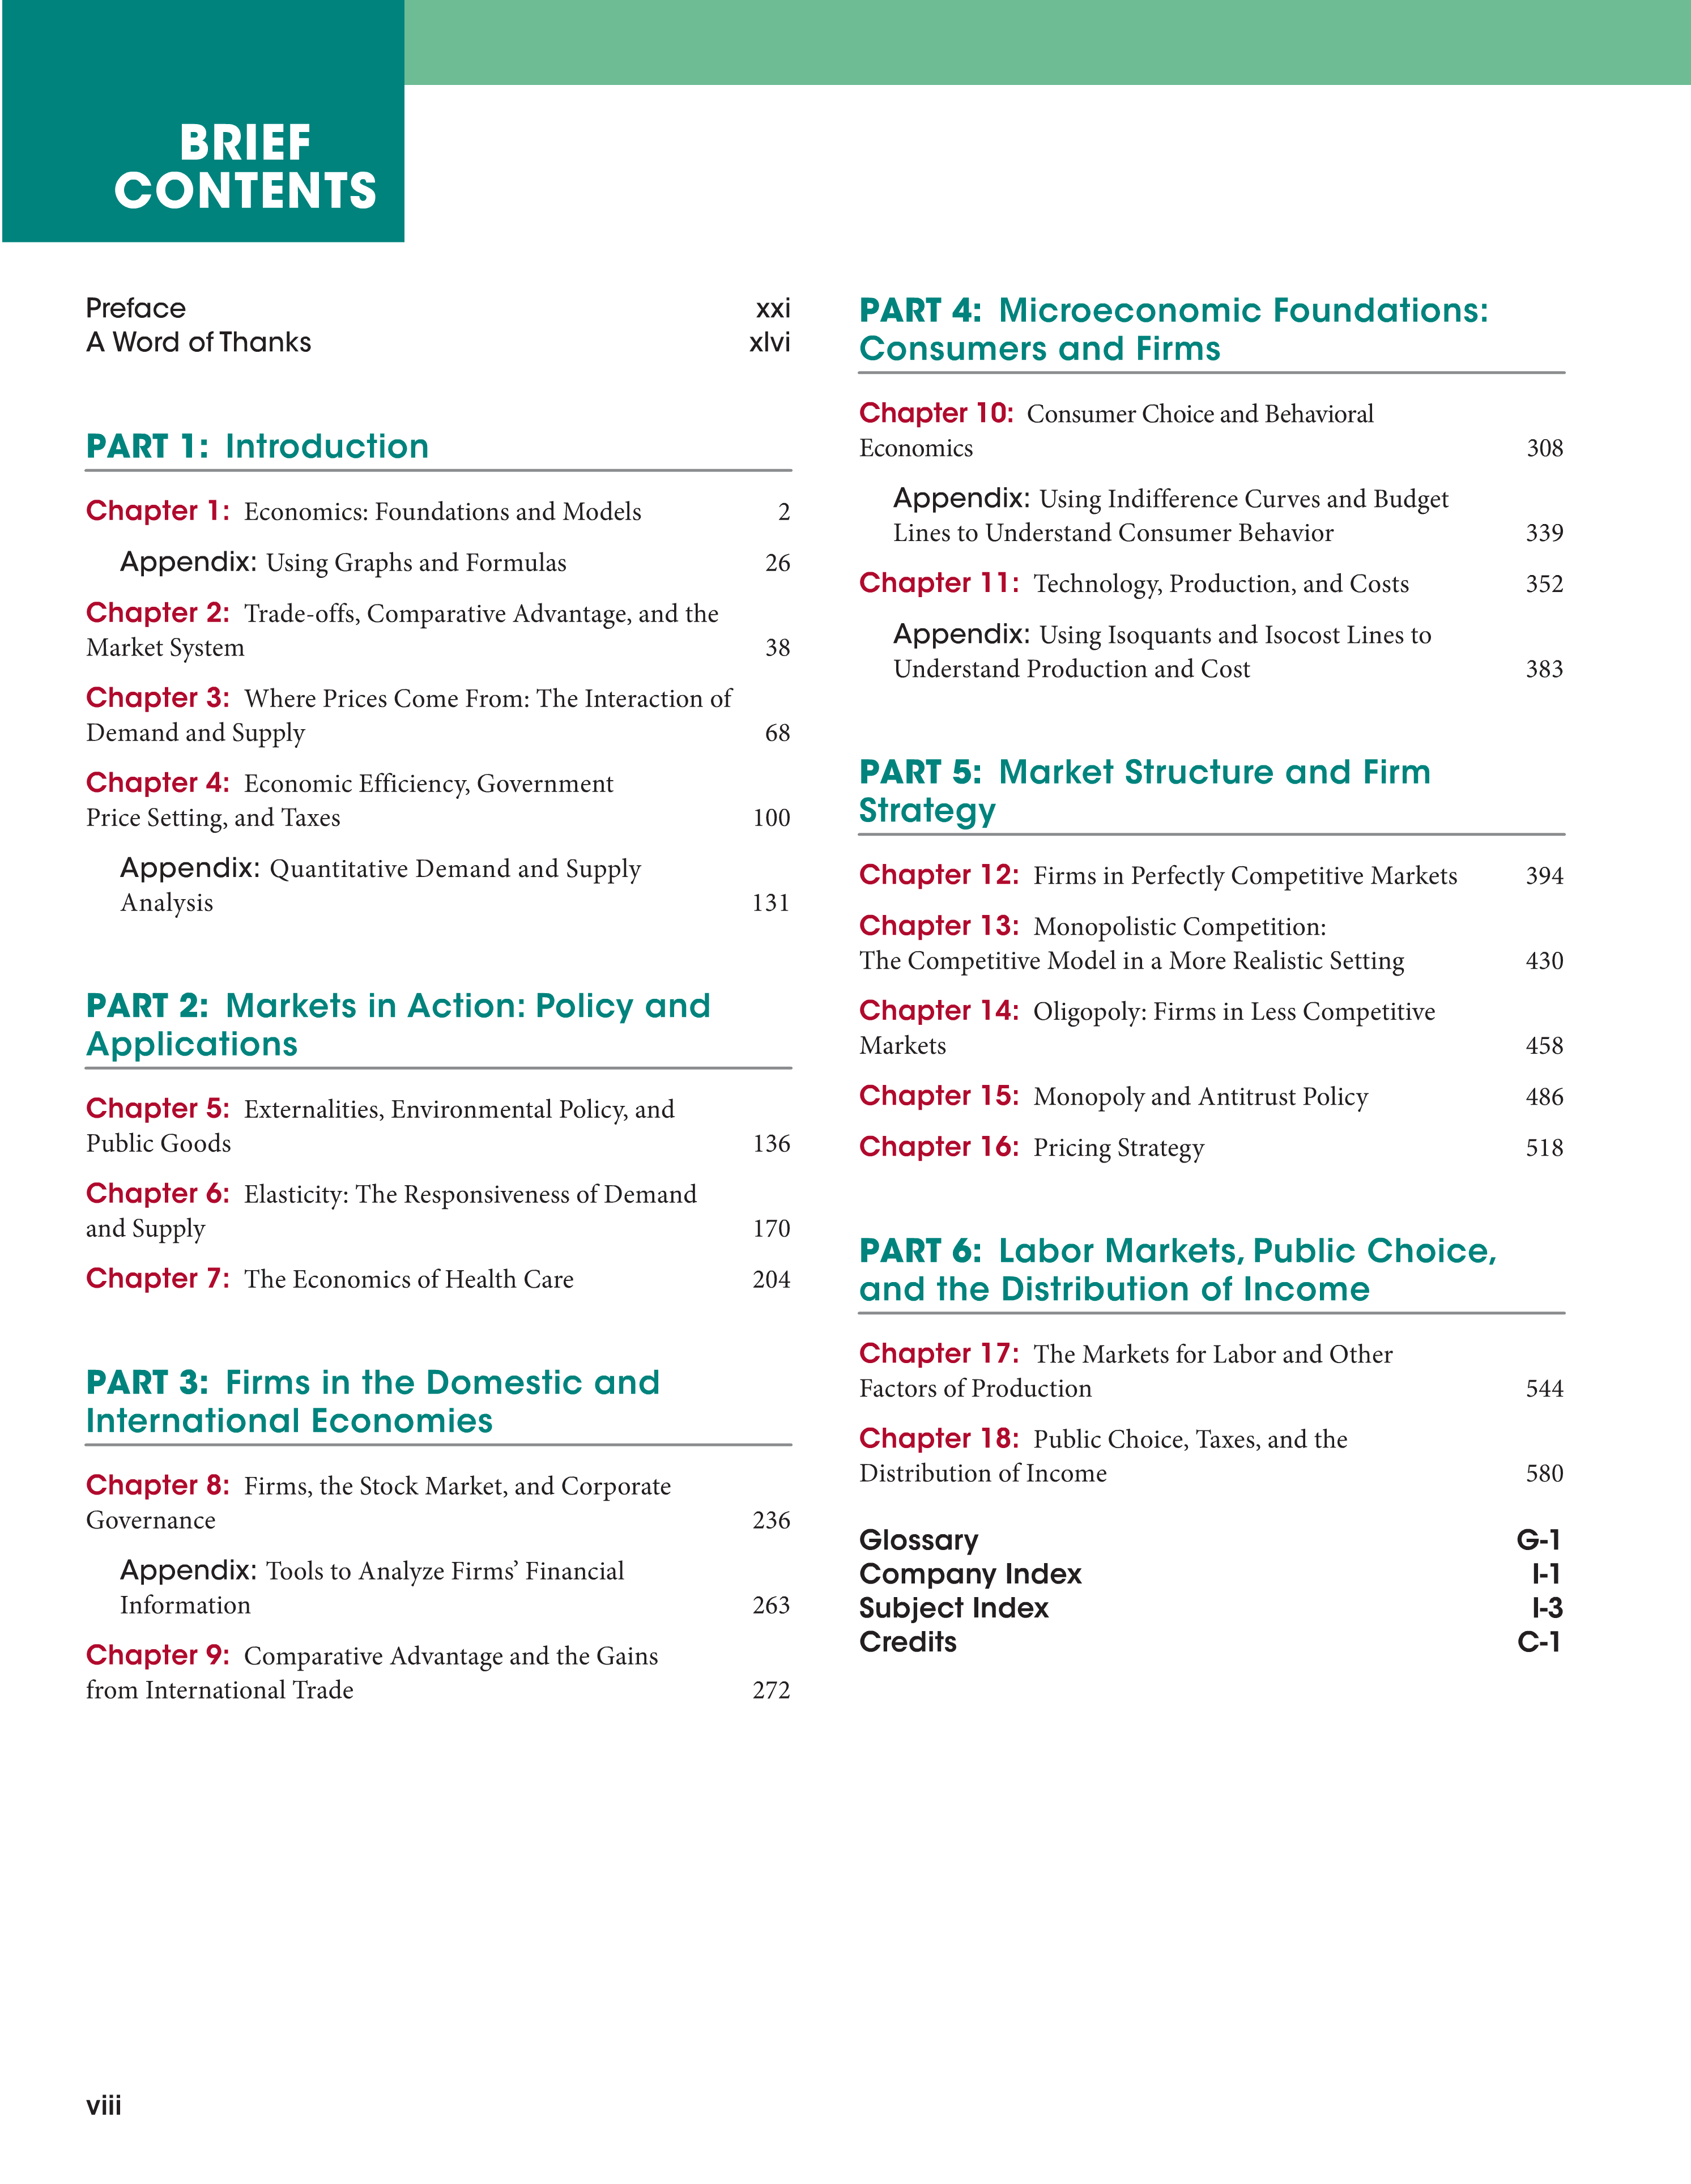 BRIEF
CONTENTS
Preface xxi
A Word of Thanks xlvi
PART 1: Introduction
Chapter 1: Economics: Foundations and Models 2
Appendix: Using Graphs and Formulas 26
Chapter 2: Trade-offs, Comparative Advantage, and the
Market System 38
Chapter 3: Where Prices Come From: The Interaction of
Demand and Supply 68
Chapter 4: Economic Efficiency, Government
Price Setting, and Taxes 100
Appendix: Quantitative Demand and Supply
Analysis 131
PART 2: Markets in Action: Policy and
Applications
Chapter 5: Externalities, Environmental Policy, and
Public Goods 136
Chapter 6: Elasticity: The Responsiveness of Demand
and Supply 170
Chapter 7: The Economics of Health Care 204
PART 3: Firms in the Domestic and
International Economies
Chapter 8: Firms, the Stock Market, and Corporate
Governance 236
Appendix: Tools to Analyze Firms’ Financial
Information 263
Chapter 9: Comparative Advantage and the Gains
from International Trade 272
PART 4: Microeconomic Foundations:
Consumers and Firms
Chapter 10: Consumer Choice and Behavioral
Economics 308
Appendix: Using Indifference Curves and Budget
Lines to Understand Consumer Behavior 339
Chapter 11: Technology, Production, and Costs 352
Appendix: Using Isoquants and Isocost Lines to
Understand Production and Cost 383
PART 5: Market Structure and Firm
Strategy
Chapter 12: Firms in Perfectly Competitive Markets 394
Chapter 13: Monopolistic Competition:
The Competitive Model in a More Realistic Setting 430
Chapter 14: Oligopoly: Firms in Less Competitive
Markets 458
Chapter 15: Monopoly and Antitrust Policy 486
Chapter 16: Pricing Strategy 518
PART 6: Labor Markets, Public Choice,
and the Distribution of Income
Chapter 17: The Markets for Labor and Other
Factors of Production 544
Chapter 18: Public Choice, Taxes, and the
Distribution of Income 580
Glossary G-1
Company Index I-1
Subject Index I-3
Credits C-1
viii